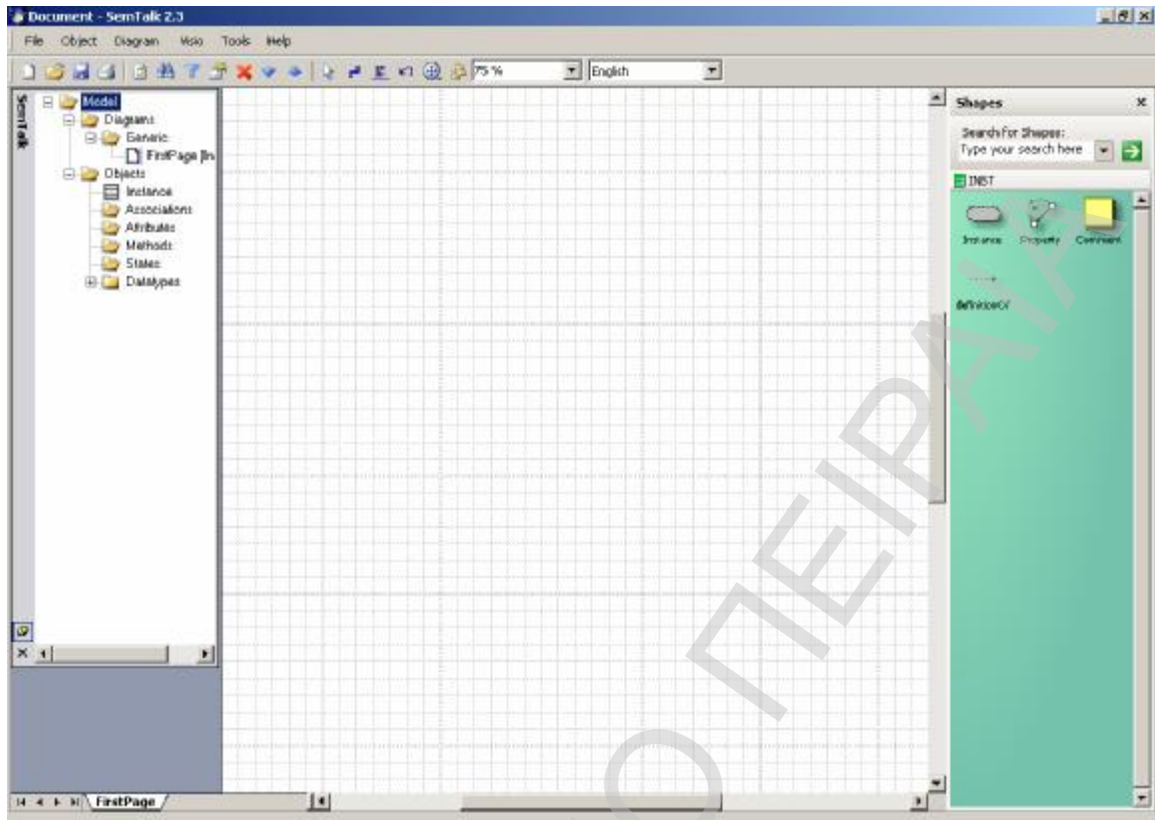 Document - SemTalk 2.3
File Object Diagram Visio Tools Help
75 % English
SemTalk
Model
Diagrams
Generic
FirstPage [In
Objects
Instance
Associations
Attributes
Methods
States
Datatypes
Shapes
Search for Shapes:
Type your search here
INST
Instance Property Comment
definitionOf
FirstPage
Ο ΠΕΙΡΑΙΑ